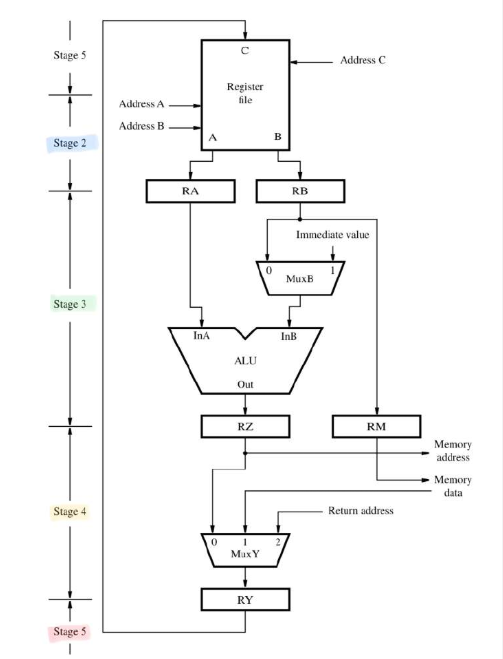 Stage 5
C
Address C
Register
file
Address A
Address B
A
B
Stage 2
RA
RB
Immediate value
0
1
MuxB
Stage 3
InA
InB
ALU
Out
RZ
RM
Memory
address
Memory
data
Stage 4
Return address
0
1
2
MuxY
RY
Stage 5